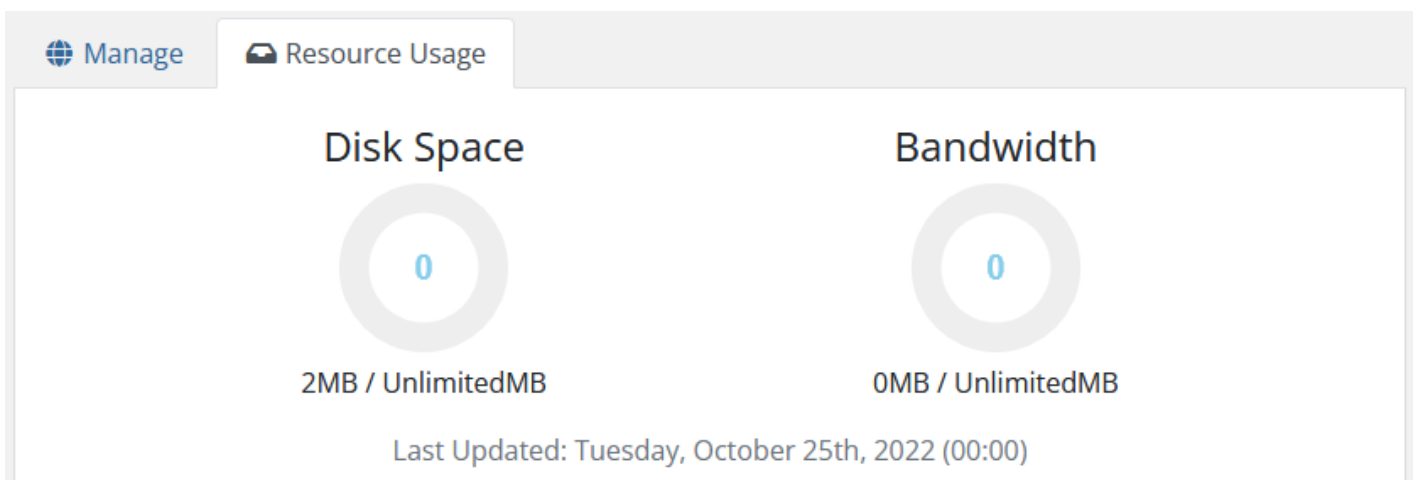 Manage Resource Usage
Disk Space Bandwidth
0 0
2MB / UnlimitedMB 0MB / UnlimitedMB
Last Updated: Tuesday, October 25th, 2022 (00:00)